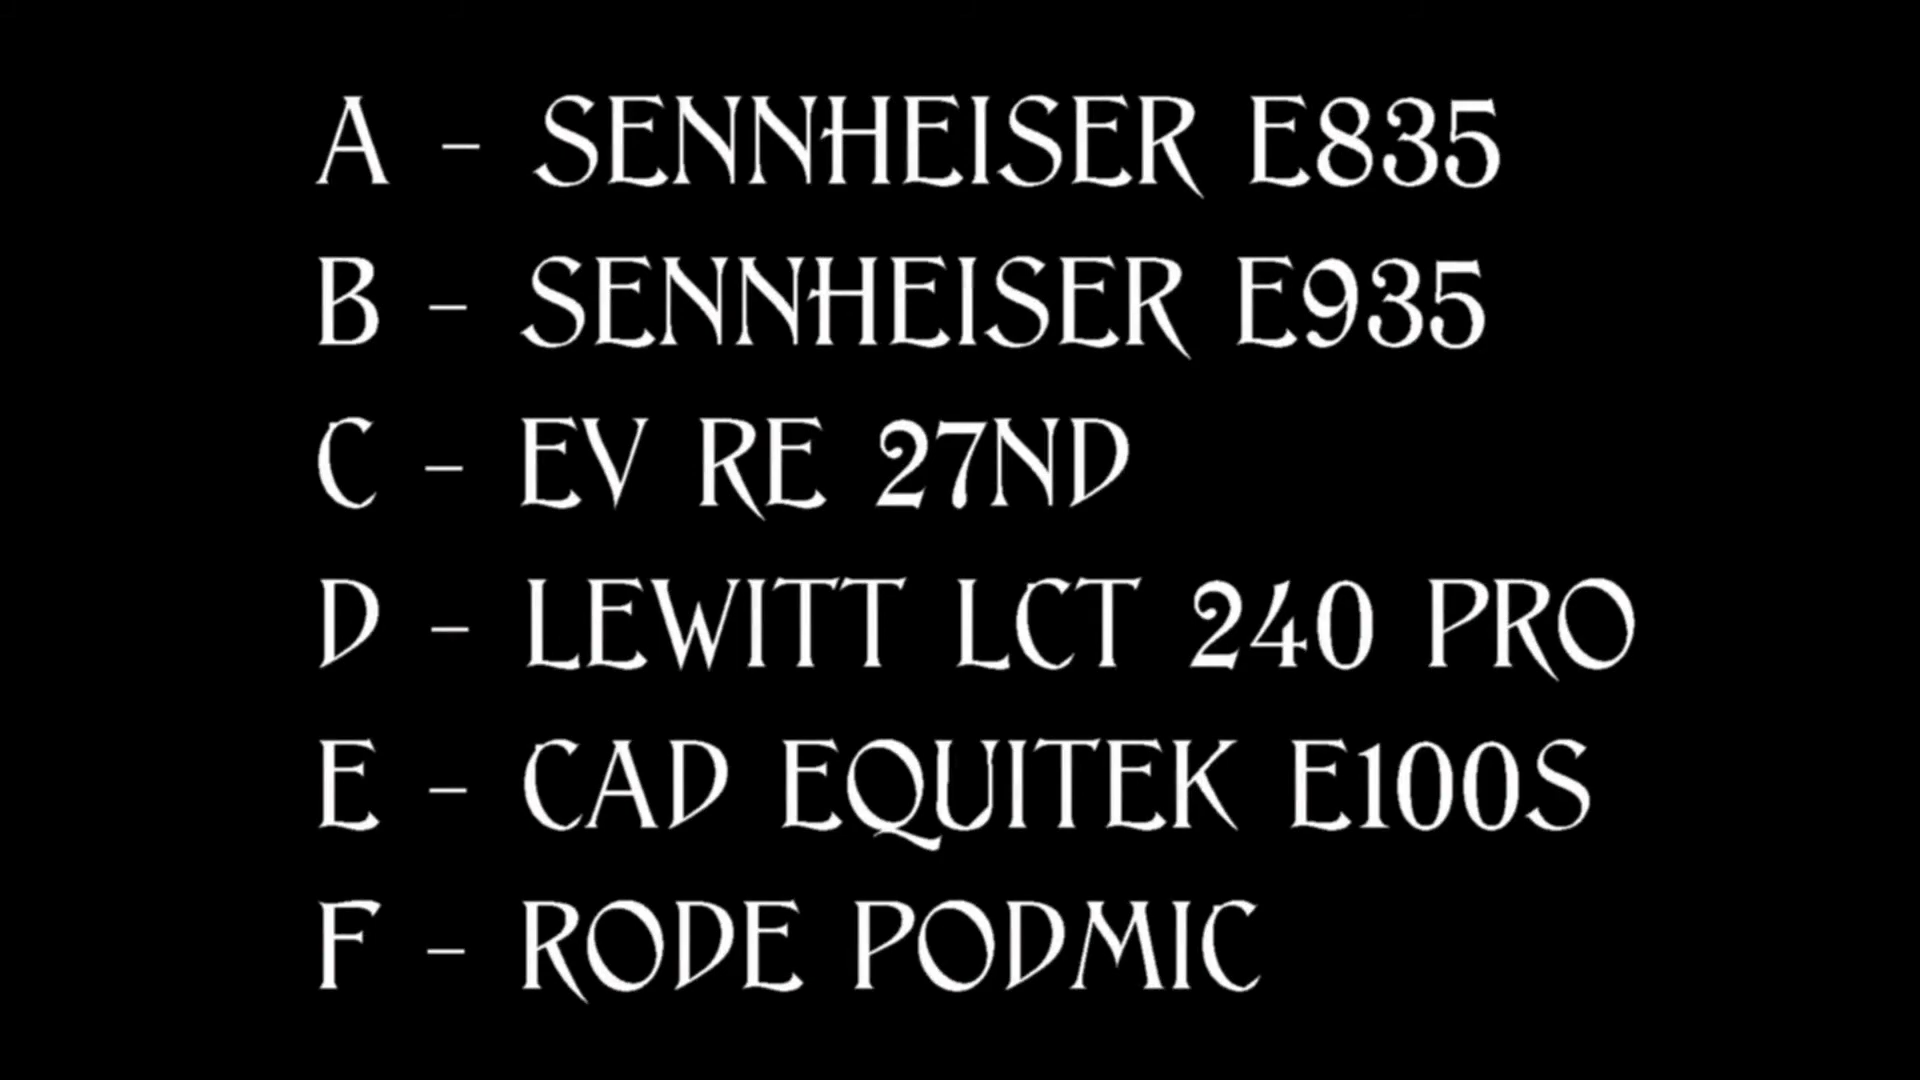 A - SENNHEISER E835
B - SENNHEISER E935
C - EV RE 27ND
D - LEWITT LCT 240 PRO
E - CAD EQUITEK E100S
F - RODE PODMIC